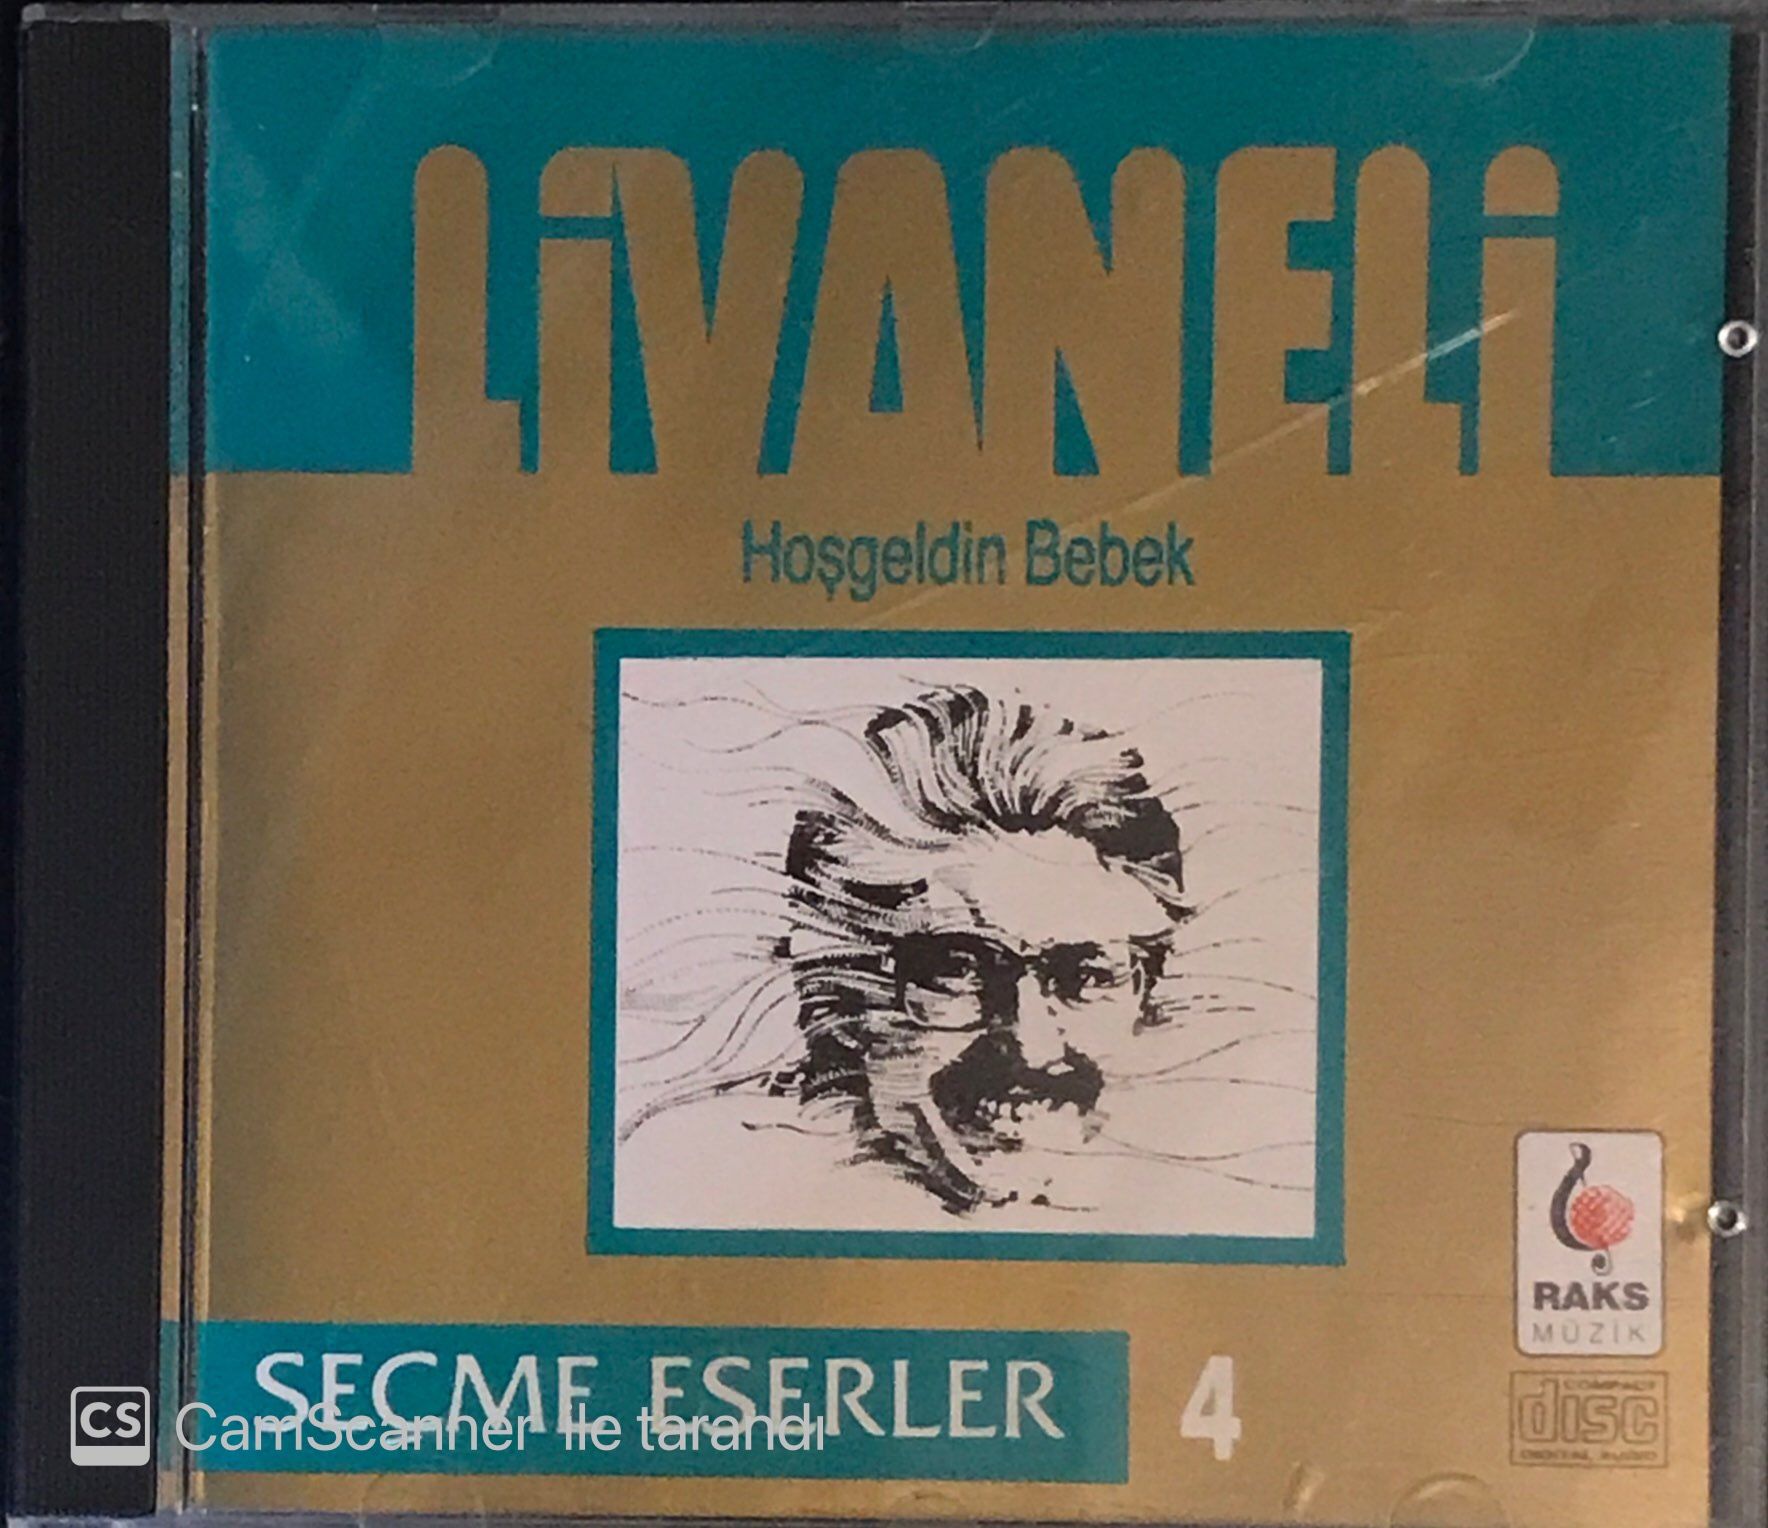 LİVANELİ
Hoşgeldin Bebek
RAKS
MÜZİK
SEÇME ESERLER 4
COMPACT
disc
DIGITAL AUDIO
CS CamScanner ile tarandı